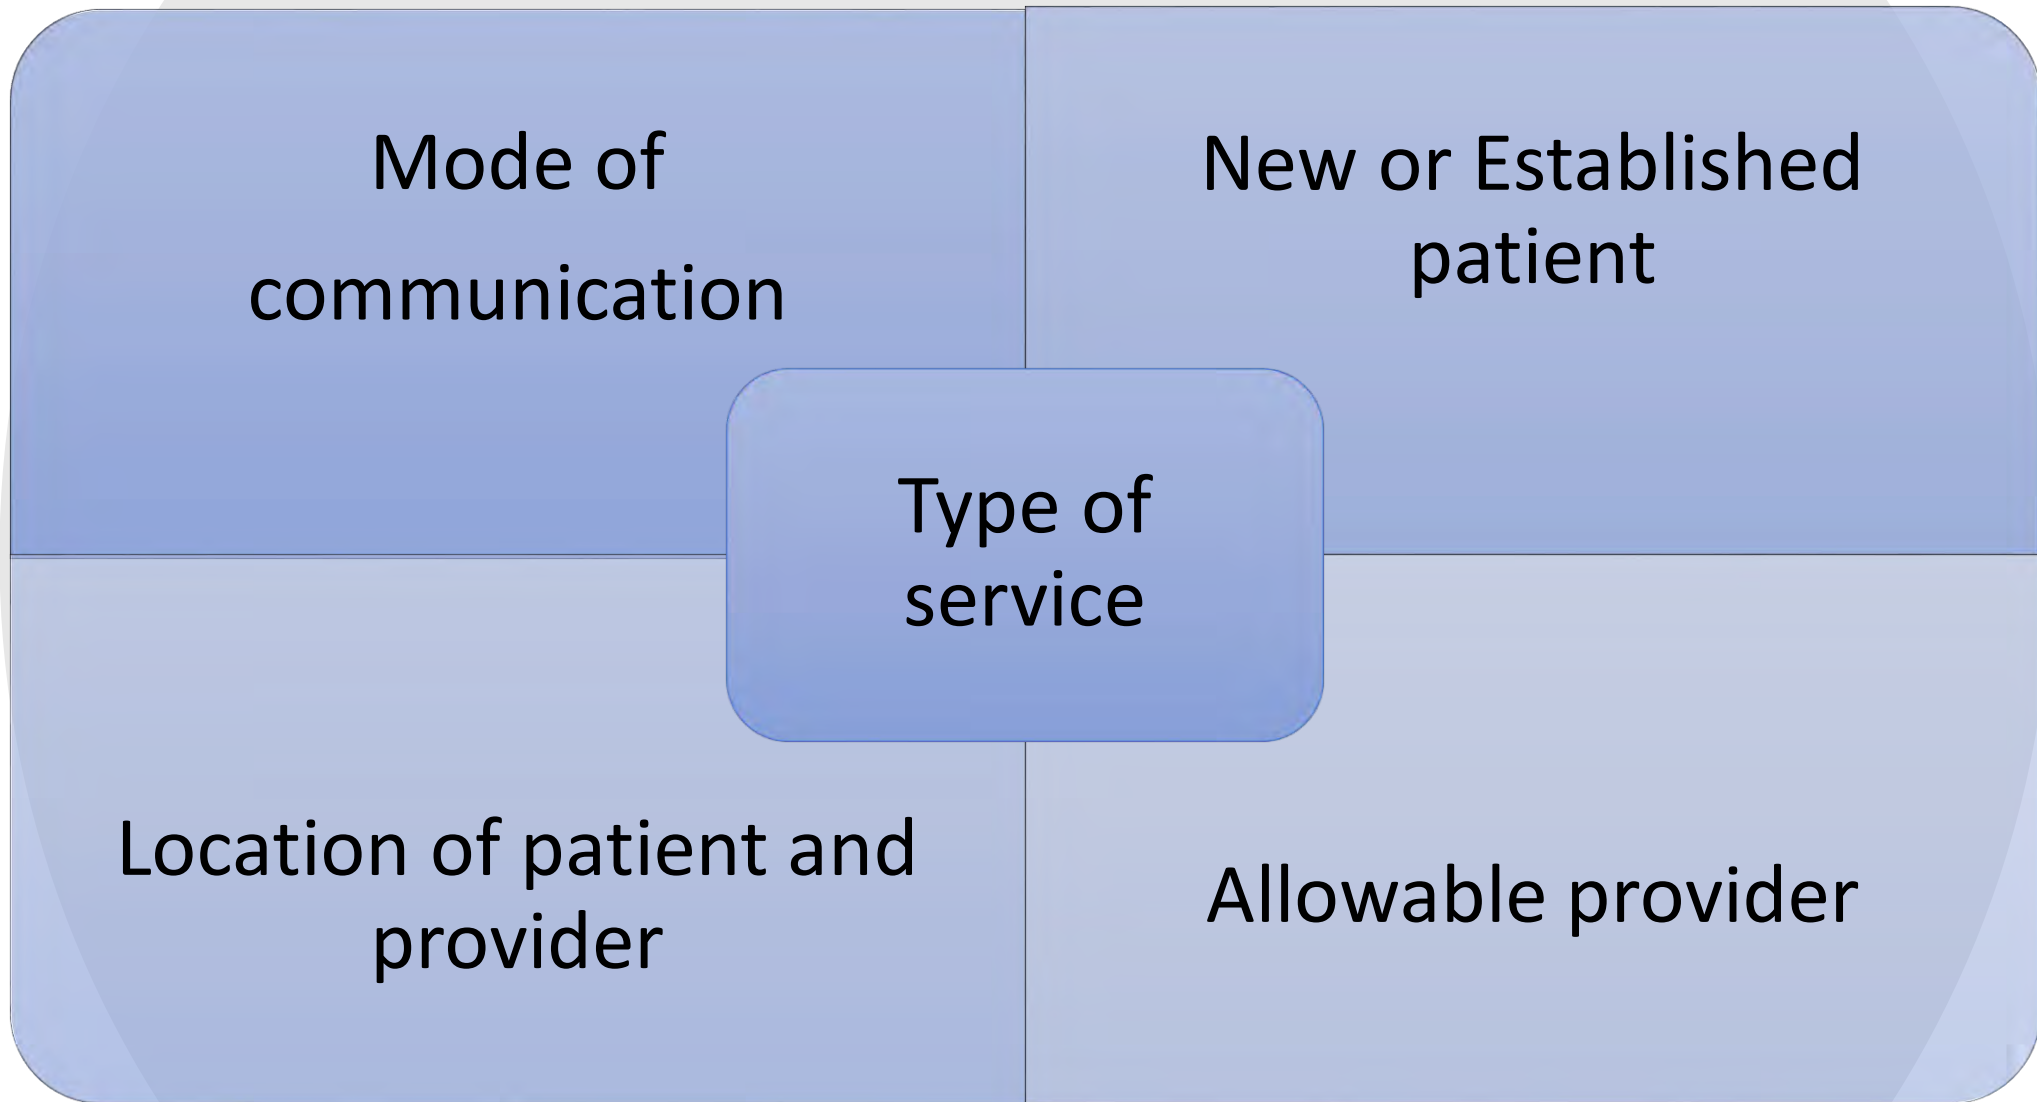 Mode of
communication
New or Established
patient
Type of
service
Location of patient and
provider
Allowable provider